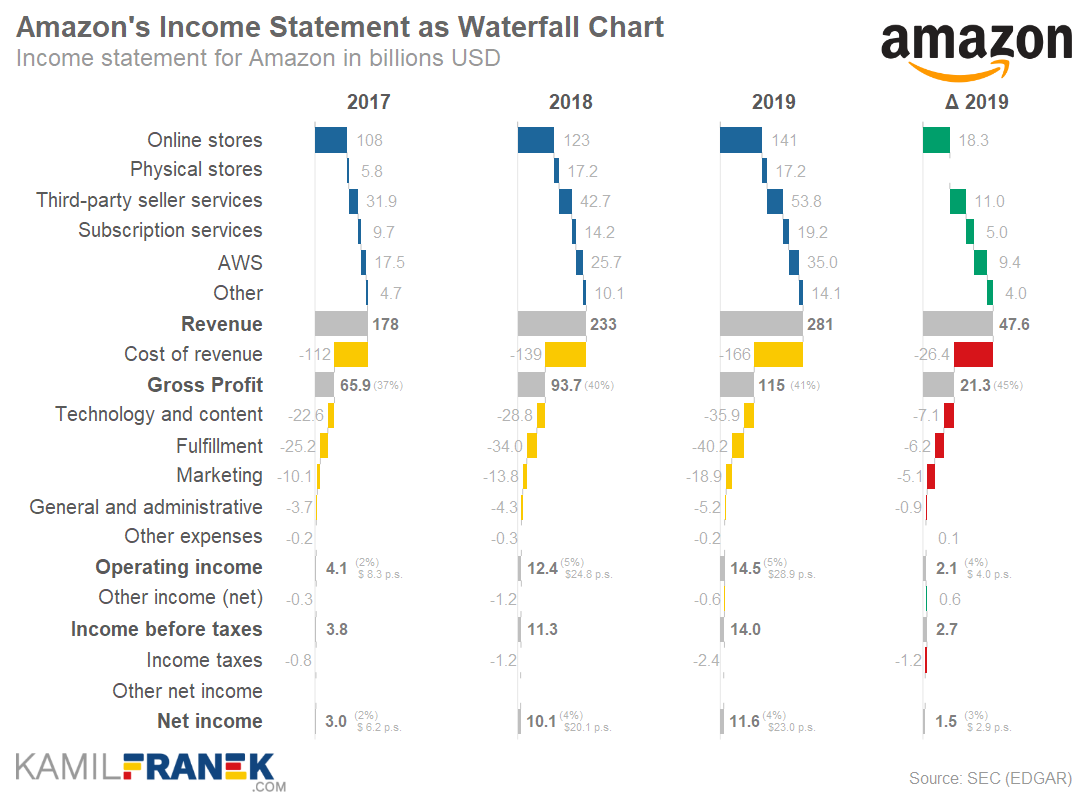 Amazon's Income Statement as Waterfall Chart
Income statement for Amazon in billions USD
amazon
2017 2018 2019 Δ 2019
Online stores 108 123 141 18.3
Physical stores 5.8 17.2 17.2
Third-party seller services 31.9 42.7 53.8 11.0
Subscription services 9.7 14.2 19.2 5.0
AWS 17.5 25.7 35.0 9.4
Other 4.7 10.1 14.1 4.0
Revenue 178 233 281 47.6
Cost of revenue -112 -139 -166 -26.4
Gross Profit 65.9 (37%) 93.7 (40%) 115 (41%) 21.3 (45%)
Technology and content -22.6 -28.8 -35.9 -7.1
Fulfillment -25.2 -34.0 -40.2 -6.2
Marketing -10.1 -13.8 -18.9 -5.1
General and administrative -3.7 -4.3 -5.2 -0.9
Other expenses -0.2 -0.3 -0.2 0.1
Operating income 4.1 (2%) $ 8.3 p.s. 12.4 (5%) $24.8 p.s. 14.5 (5%) $28.9 p.s. 2.1 (4%) $ 4.0 p.s.
Other income (net) -0.3 -1.2 -0.6 0.6
Income before taxes 3.8 11.3 14.0 2.7
Income taxes -0.8 -1.2 -2.4 -1.2
Other net income
Net income 3.0 (2%) $ 6.2 p.s. 10.1 (4%) $20.1 p.s. 11.6 (4%) $23.0 p.s. 1.5 (3%) $ 2.9 p.s.
KAMILFRANEK.COM
Source: SEC (EDGAR)